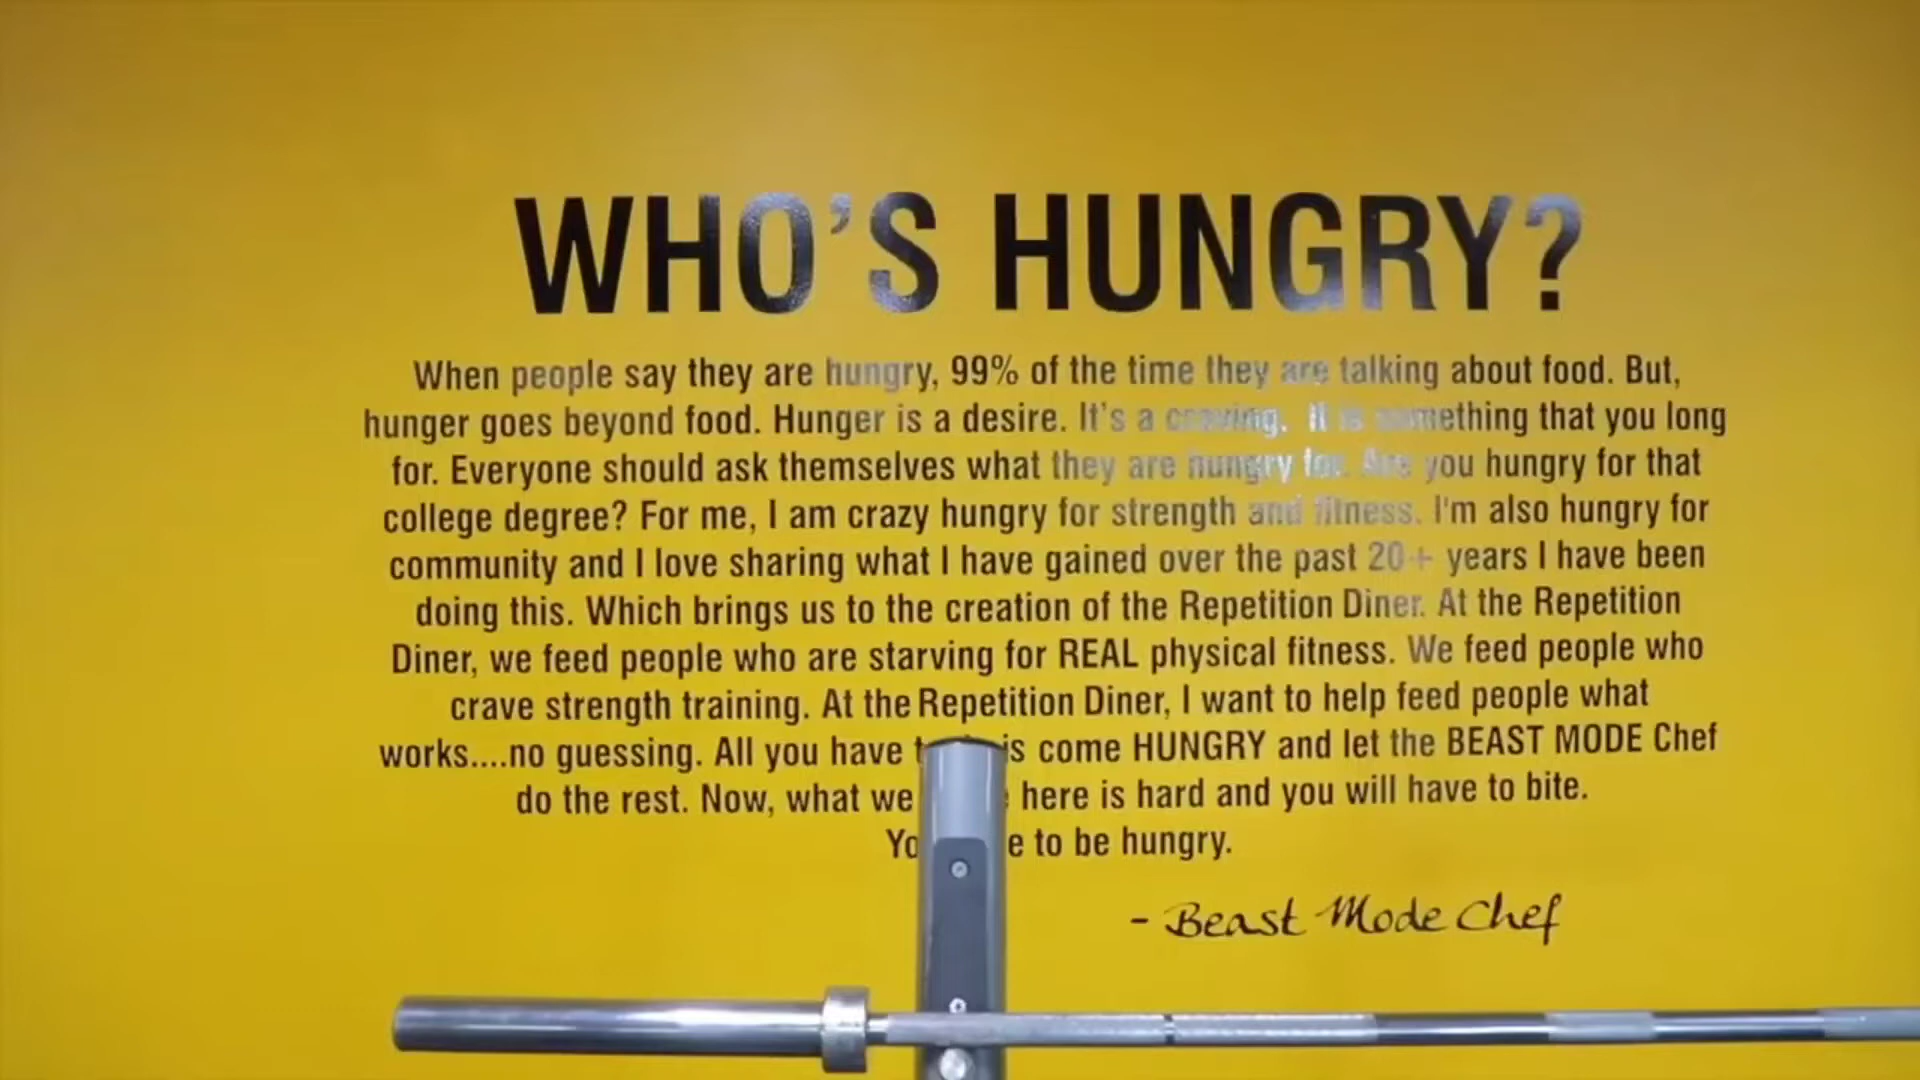 WHO'S HUNGRY?
When people say they are hungry, 99% of the time they are talking about food. But,
hunger goes beyond food. Hunger is a desire. It's a craving. It is something that you long
for. Everyone should ask themselves what they are hungry for. Are you hungry for that
college degree? For me, I am crazy hungry for strength and fitness. I'm also hungry for
community and I love sharing what I have gained over the past 20+ years I have been
doing this. Which brings us to the creation of the Repetition Diner. At the Repetition
Diner, we feed people who are starving for REAL physical fitness. We feed people who
crave strength training. At the Repetition Diner, I want to help feed people what
works....no guessing. All you have is come HUNGRY and let the BEAST MODE Chef
do the rest. Now, what we here is hard and you will have to bite.
to be hungry.
- Beast Mode Chef